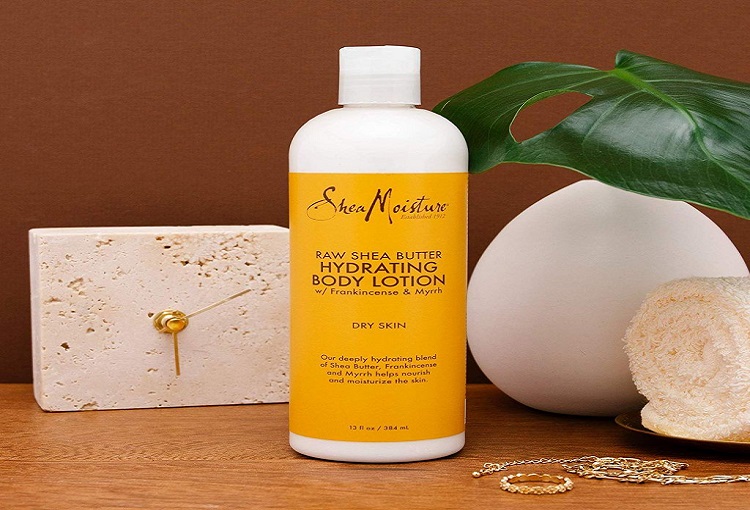 SheaMoisture
Established 1912
RAW SHEA BUTTER
HYDRATING
BODY LOTION
w/ Frankincense & Myrrh
DRY SKIN
Our deeply hydrating blend
of Shea Butter, Frankincense
and Myrrh helps nourish
and moisturize the skin.
13 fl oz / 384 mL